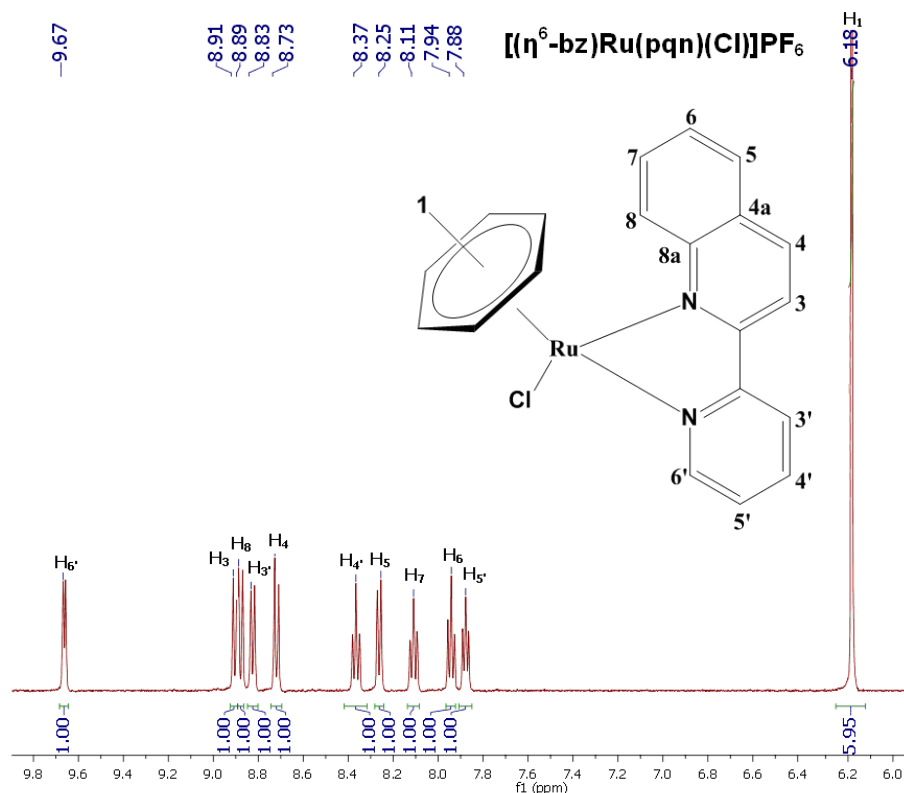 9.67
8.91
8.89
8.83
8.73
8.37
8.25
8.11
7.94
7.88
[(η⁶-bz)Ru(pqn)(Cl)]PF₆
H₁
6.18
6
7
5
1
8
4a
4
8a
N
3
Ru
Cl
N
3'
6'
4'
5'
H₆'
H₃
H₈
H₃'
H₄
H₄'
H₅
H₇
H₆
H₅'
1.00
1.00
1.00
1.00
1.00
1.00
1.00
1.00
1.00
1.00
5.95
9.8 9.6 9.4 9.2 9.0 8.8 8.6 8.4 8.2 8.0 7.8 7.6 7.4 7.2 7.0 6.8 6.6 6.4 6.2 6.0
f1 (ppm)